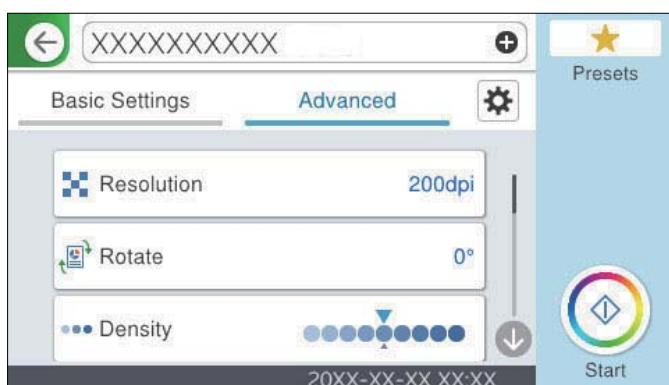 XXXXXXXXXX
Presets
Basic Settings
Advanced
Resolution
200dpi
Rotate
0°
Density
Start
20XX-XX-XX XX:XX